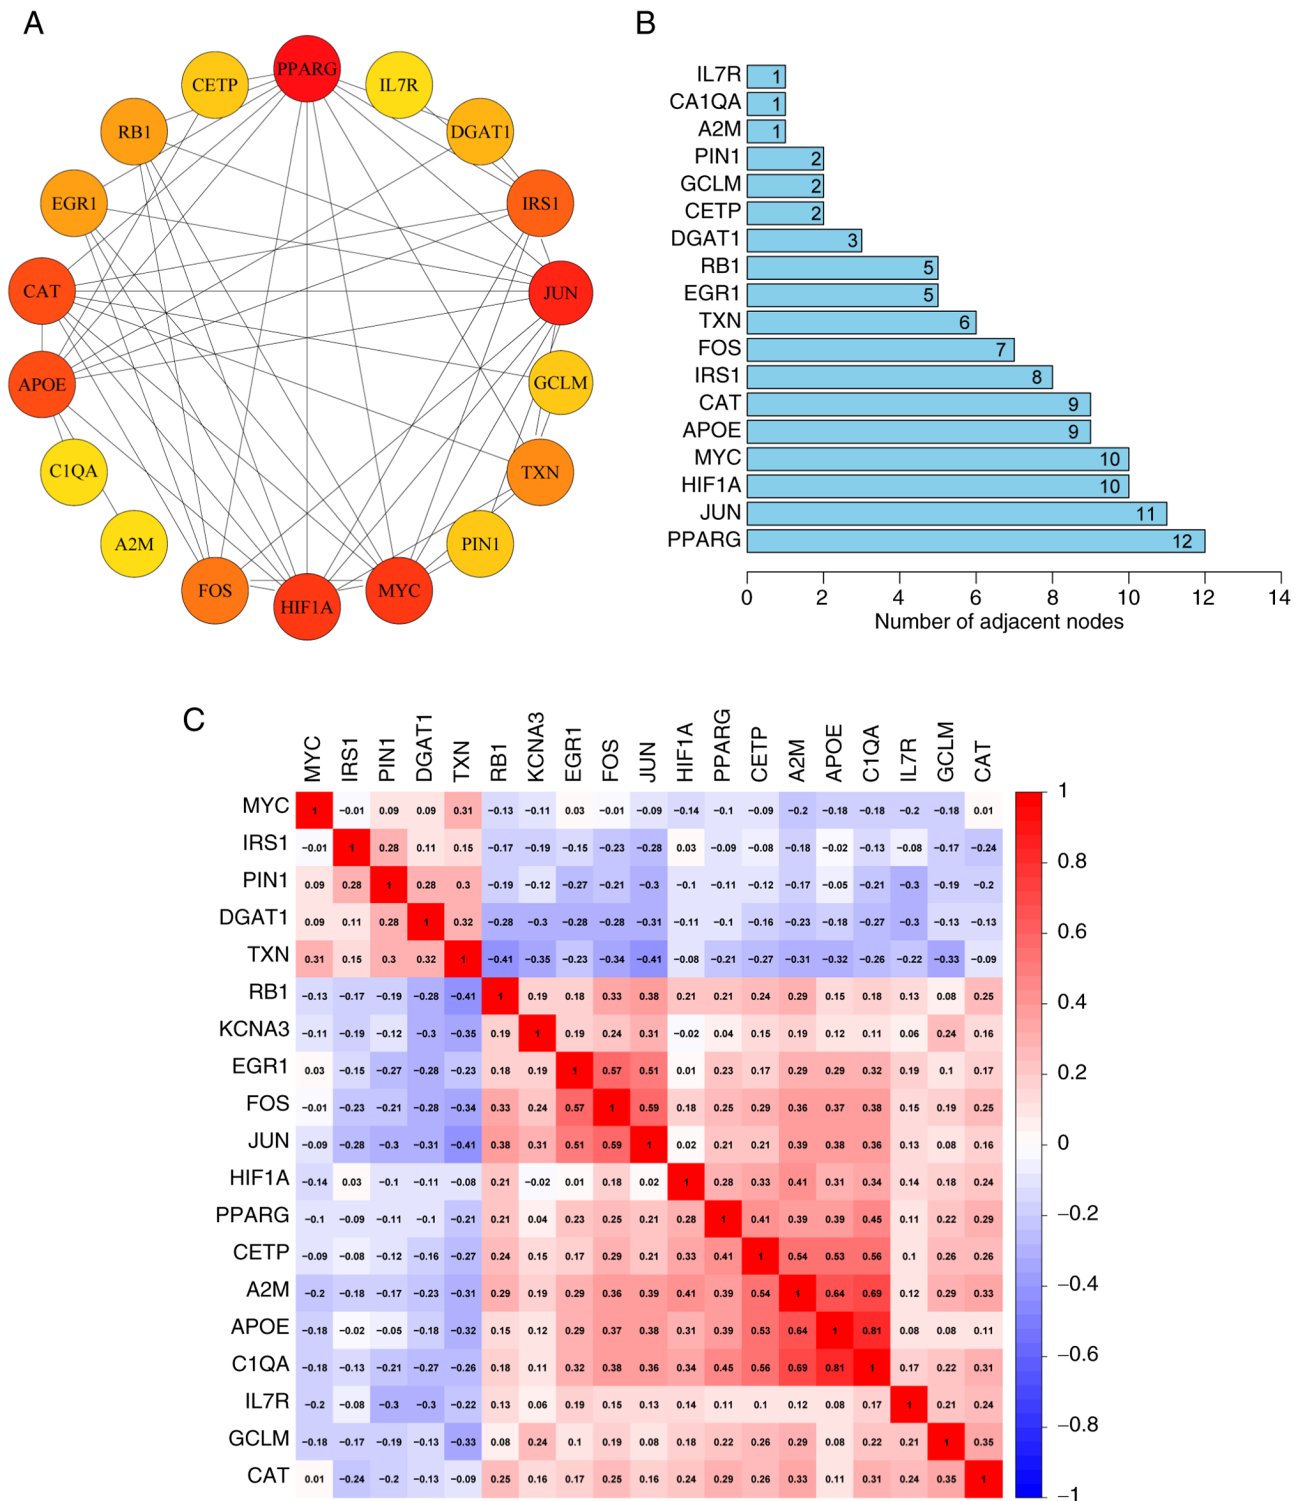 A
PPARG
CETP
IL7R
RB1
DGAT1
EGR1
IRS1
CAT
JUN
APOE
GCLM
C1QA
TXN
A2M
PIN1
FOS
HIF1A
MYC
B
IL7R 1
CA1QA 1
A2M 1
PIN1 2
GCLM 2
CETP 2
DGAT1 3
RB1 5
EGR1 5
TXN 6
FOS 7
IRS1 8
CAT 9
APOE 9
MYC 10
HIF1A 10
JUN 11
PPARG 12
0 2 4 6 8 10 12 14
Number of adjacent nodes
C
MYC IRS1 PIN1 DGAT1 TXN RB1 KCNA3 EGR1 FOS JUN HIF1A PPARG CETP A2M APOE C1QA IL7R GCLM CAT
MYC 1 −0.01 0.09 0.09 0.31 −0.13 −0.11 0.03 −0.01 −0.09 −0.14 −0.1 −0.09 −0.2 −0.18 −0.18 −0.2 −0.18 0.01
IRS1 −0.01 1 0.28 0.11 0.15 −0.17 −0.19 −0.15 −0.23 −0.28 0.03 −0.09 −0.08 −0.18 −0.02 −0.13 −0.08 −0.17 −0.24
PIN1 0.09 0.28 1 0.28 0.3 −0.19 −0.12 −0.27 −0.21 −0.3 −0.1 −0.11 −0.12 −0.17 −0.05 −0.21 −0.3 −0.19 −0.2
DGAT1 0.09 0.11 0.28 1 0.32 −0.28 −0.3 −0.28 −0.28 −0.31 −0.11 −0.1 −0.16 −0.23 −0.18 −0.27 −0.3 −0.13 −0.13
TXN 0.31 0.15 0.3 0.32 1 −0.41 −0.35 −0.23 −0.34 −0.41 −0.08 −0.21 −0.27 −0.31 −0.32 −0.26 −0.22 −0.33 −0.09
RB1 −0.13 −0.17 −0.19 −0.28 −0.41 1 0.19 0.18 0.33 0.38 0.21 0.21 0.24 0.29 0.15 0.18 0.13 0.08 0.25
KCNA3 −0.11 −0.19 −0.12 −0.3 −0.35 0.19 1 0.19 0.24 0.31 −0.02 0.04 0.15 0.19 0.12 0.11 0.06 0.24 0.16
EGR1 0.03 −0.15 −0.27 −0.28 −0.23 0.18 0.19 1 0.57 0.51 0.01 0.23 0.17 0.29 0.29 0.32 0.19 0.1 0.17
FOS −0.01 −0.23 −0.21 −0.28 −0.34 0.33 0.24 0.57 1 0.59 0.18 0.25 0.29 0.36 0.37 0.38 0.15 0.19 0.25
JUN −0.09 −0.28 −0.3 −0.31 −0.41 0.38 0.31 0.51 0.59 1 0.02 0.21 0.21 0.39 0.38 0.36 0.13 0.08 0.16
HIF1A −0.14 0.03 −0.1 −0.11 −0.08 0.21 −0.02 0.01 0.18 0.02 1 0.28 0.33 0.41 0.31 0.34 0.14 0.18 0.24
PPARG −0.1 −0.09 −0.11 −0.1 −0.21 0.21 0.04 0.23 0.25 0.21 0.28 1 0.41 0.39 0.39 0.45 0.11 0.22 0.29
CETP −0.09 −0.08 −0.12 −0.16 −0.27 0.24 0.15 0.17 0.29 0.21 0.33 0.41 1 0.54 0.53 0.56 0.1 0.26 0.26
A2M −0.2 −0.18 −0.17 −0.23 −0.31 0.29 0.19 0.29 0.36 0.39 0.41 0.39 0.54 1 0.64 0.69 0.12 0.29 0.33
APOE −0.18 −0.02 −0.05 −0.18 −0.32 0.15 0.12 0.29 0.37 0.38 0.31 0.39 0.53 0.64 1 0.81 0.08 0.08 0.11
C1QA −0.18 −0.13 −0.21 −0.27 −0.26 0.18 0.11 0.32 0.38 0.36 0.34 0.45 0.56 0.69 0.81 1 0.17 0.22 0.31
IL7R −0.2 −0.08 −0.3 −0.3 −0.22 0.13 0.06 0.19 0.15 0.13 0.14 0.11 0.1 0.12 0.08 0.17 1 0.21 0.24
GCLM −0.18 −0.17 −0.19 −0.13 −0.33 0.08 0.24 0.1 0.19 0.08 0.18 0.22 0.26 0.29 0.08 0.22 0.21 1 0.35
CAT 0.01 −0.24 −0.2 −0.13 −0.09 0.25 0.16 0.17 0.25 0.16 0.24 0.29 0.26 0.33 0.11 0.31 0.24 0.35 1
1
0.8
0.6
0.4
0.2
0
−0.2
−0.4
−0.6
−0.8
−1